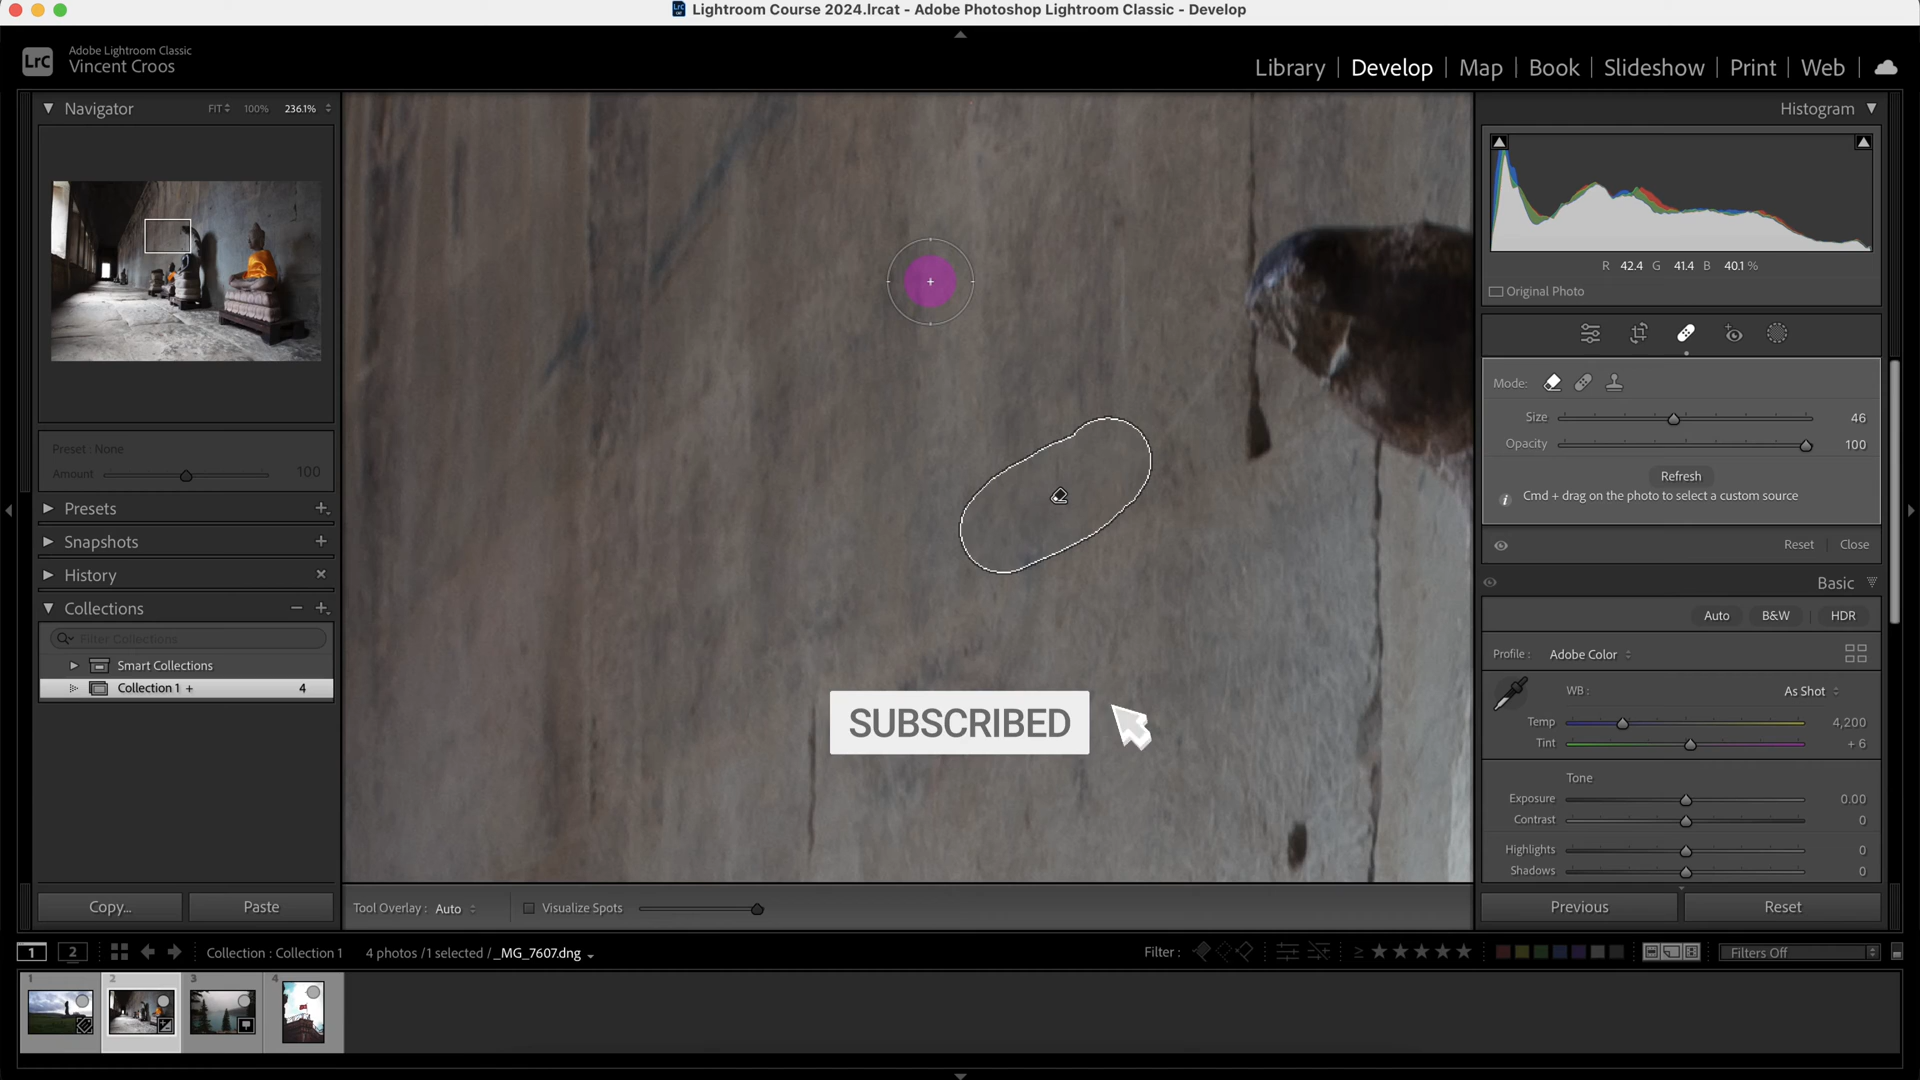 Lightroom Course 2024.lrcat - Adobe Photoshop Lightroom Classic - Develop
LrC
Adobe Lightroom Classic
Vincent Croos
Library | Develop | Map | Book | Slideshow | Print | Web
Navigator FIT 100% 236.1%
Histogram
R 42.4 G 41.4 B 40.1 %
Original Photo
Mode:
Size 46
Opacity 100
Refresh
Cmd + drag on the photo to select a custom source
Reset | Close
Preset : None
Amount 100
Presets
Snapshots
History
Collections
Filter Collections
Smart Collections
Collection 1 + 4
Basic
Auto B&W | HDR
Profile : Adobe Color
WB : As Shot
Temp 4,200
Tint + 6
Tone
Exposure 0.00
Contrast 0
Highlights 0
Shadows 0
SUBSCRIBED
Copy... Paste
Tool Overlay : Auto Visualize Spots
Previous Reset
1 2 Collection : Collection 1 4 photos /1 selected /_MG_7607.dng
Filter : ≥ Filters Off
1 2 3 4